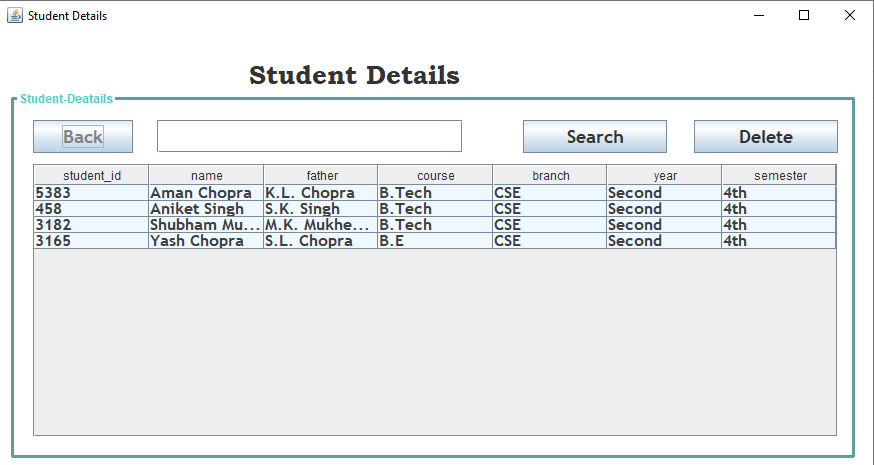 Student Details
Student Details
Student-Deatails
Back Search Delete
student_id name father course branch year semester
5383 Aman Chopra K.L. Chopra B.Tech CSE Second 4th
458 Aniket Singh S.K. Singh B.Tech CSE Second 4th
3182 Shubham Mu... M.K. Mukhe... B.Tech CSE Second 4th
3165 Yash Chopra S.L. Chopra B.E CSE Second 4th